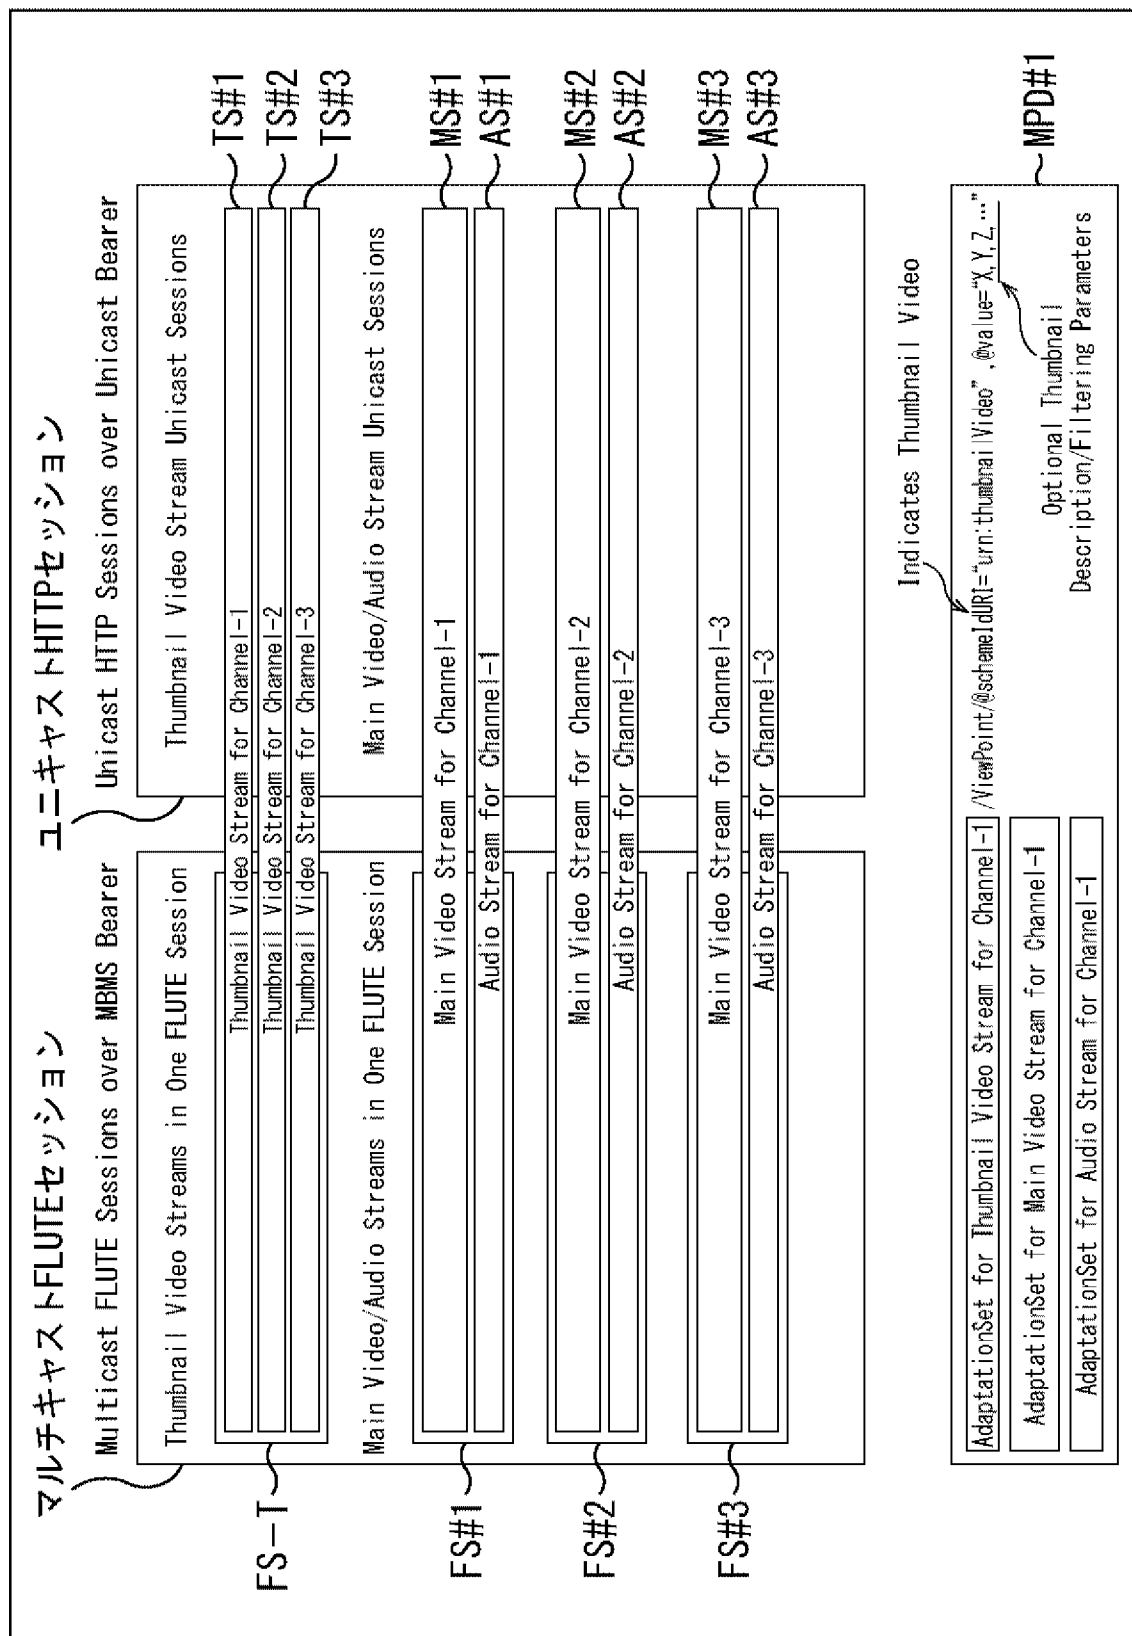 マルチキャストFLUTEセッション
Multicast FLUTE Sessions over MBMS Bearer
Thumbnail Video Streams in One FLUTE Session
ユニキャストHTTPセッション
Unicast HTTP Sessions over Unicast Bearer
Thumbnail Video Stream Unicast Sessions
FS-T
Thumbnail Video Stream for Channel-1
TS#1
Thumbnail Video Stream for Channel-2
TS#2
Thumbnail Video Stream for Channel-3
TS#3
Main Video/Audio Streams in One FLUTE Session
Main Video/Audio Stream Unicast Sessions
FS#1
Main Video Stream for Channel-1
MS#1
Audio Stream for Channel-1
AS#1
FS#2
Main Video Stream for Channel-2
MS#2
Audio Stream for Channel-2
AS#2
FS#3
Main Video Stream for Channel-3
MS#3
Audio Stream for Channel-3
AS#3
Indicates Thumbnail Video
AdaptationSet for Thumbnail Video Stream for Channel-1
/ViewPoint/@schemeIdURI="urn:thumbnailVideo",@value="X,Y,Z,..."
MPD#1
AdaptationSet for Main Video Stream for Channel-1
Optional Thumbnail
Description/Filtering Parameters
AdaptationSet for Audio Stream for Channel-1